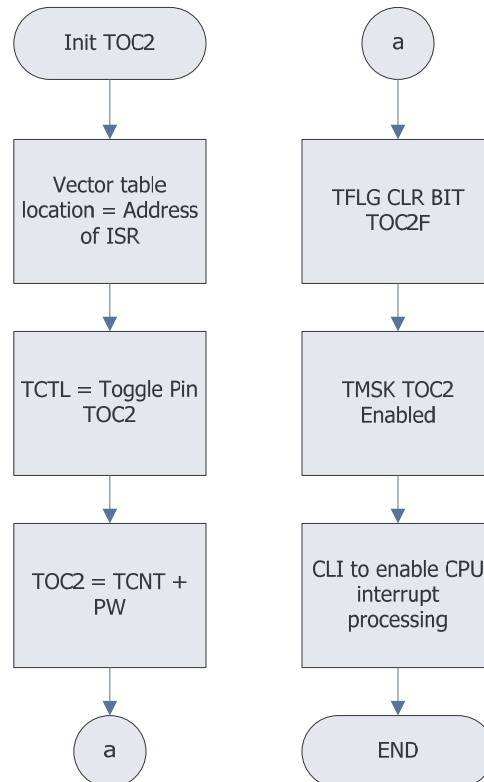 Init TOC2
Vector table
location = Address
of ISR
TCTL = Toggle Pin
TOC2
TOC2 = TCNT +
PW
a
a
TFLG CLR BIT
TOC2F
TMSK TOC2
Enabled
CLI to enable CPU
interrupt
processing
END